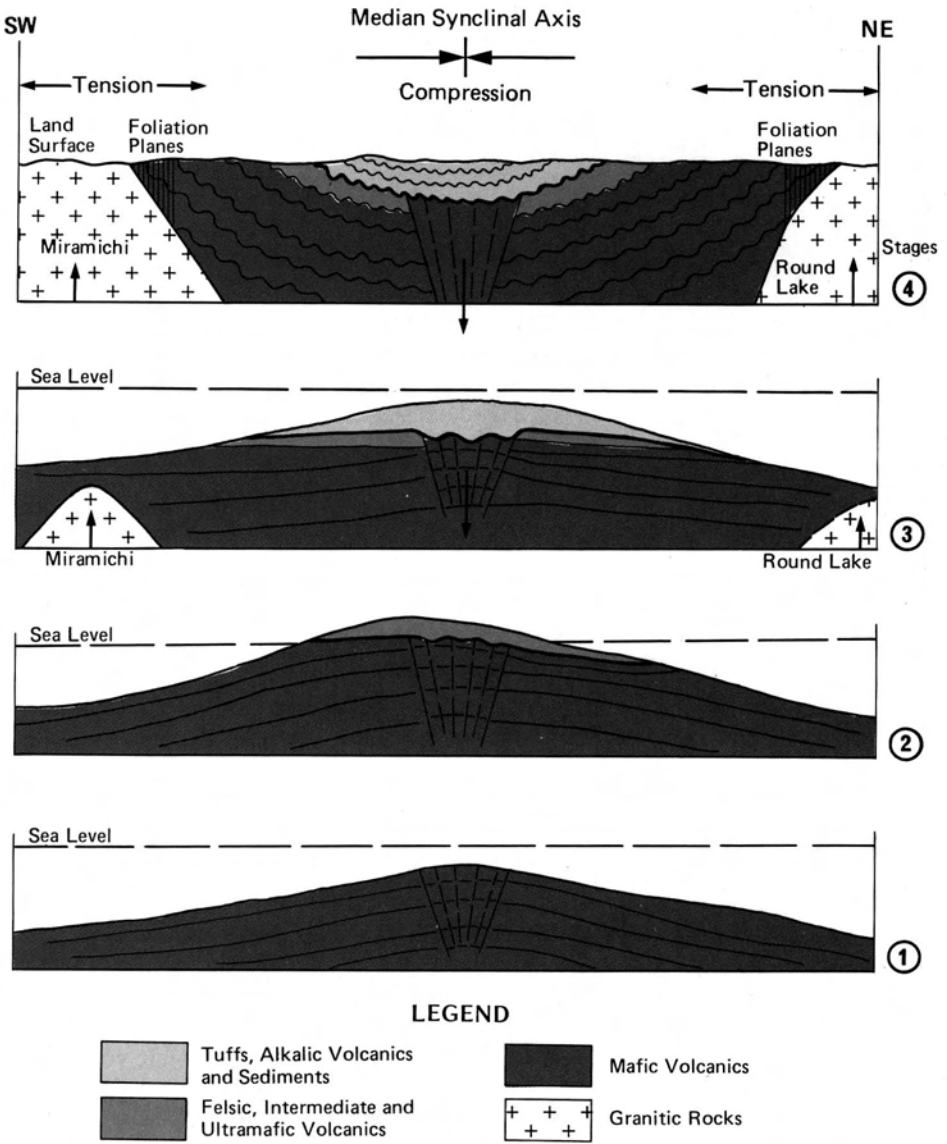 SW
Median Synclinal Axis
NE
Tension
Compression
Tension
Land
Surface
Foliation
Planes
Foliation
Planes
Miramichi
Round
Lake
Stages
4
Sea Level
3
Miramichi
Round Lake
Sea Level
2
Sea Level
1
LEGEND
Tuffs, Alkalic Volcanics
and Sediments
Mafic Volcanics
Felsic, Intermediate and
Ultramafic Volcanics
Granitic Rocks